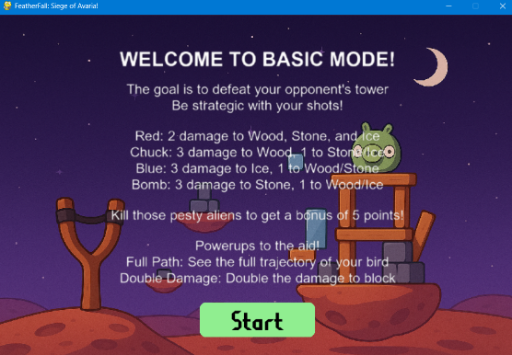 FeatherFall: Siege of Avaria!
WELCOME TO BASIC MODE!
The goal is to defeat your opponent's tower
Be strategic with your shots!
Red: 2 damage to Wood, Stone, and Ice
Chuck: 3 damage to Wood, 1 to Stone/Ice
Blue: 3 damage to Ice, 1 to Wood/Stone
Bomb: 3 damage to Stone, 1 to Wood/Ice
Kill those pesty aliens to get a bonus of 5 points!
Powerups to the aid!
Full Path: See the full trajectory of your bird
Double Damage: Double the damage to block
Start